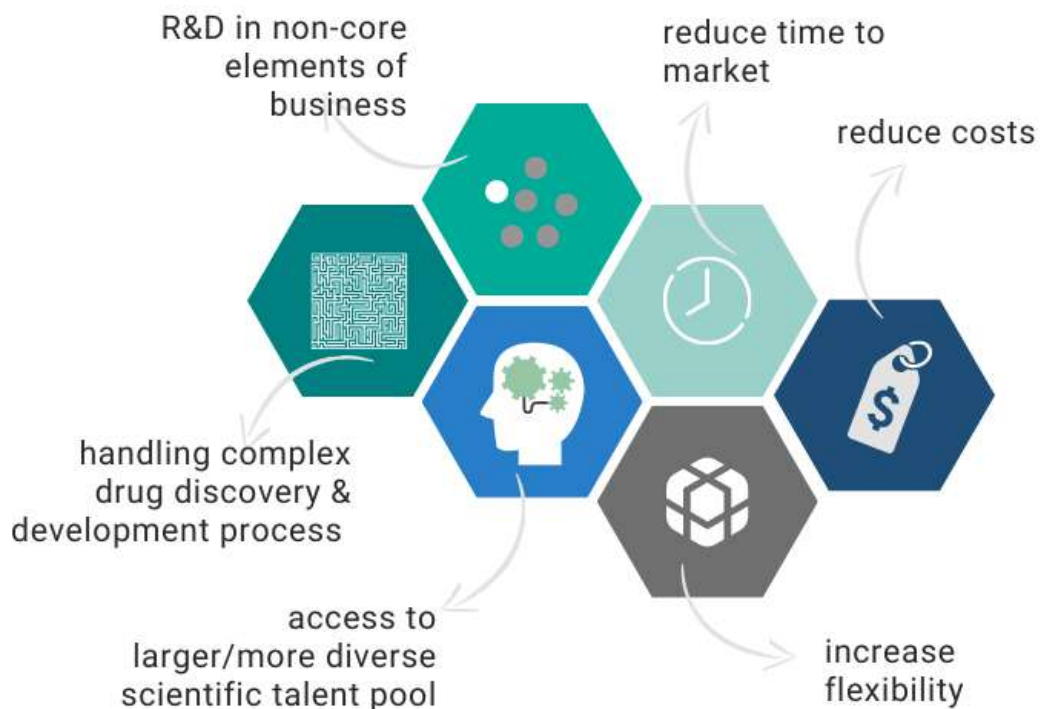 R&D in non-core
elements of
business
reduce time to
market
reduce costs
$
handling complex
drug discovery &
development process
access to
larger/more diverse
scientific talent pool
increase
flexibility